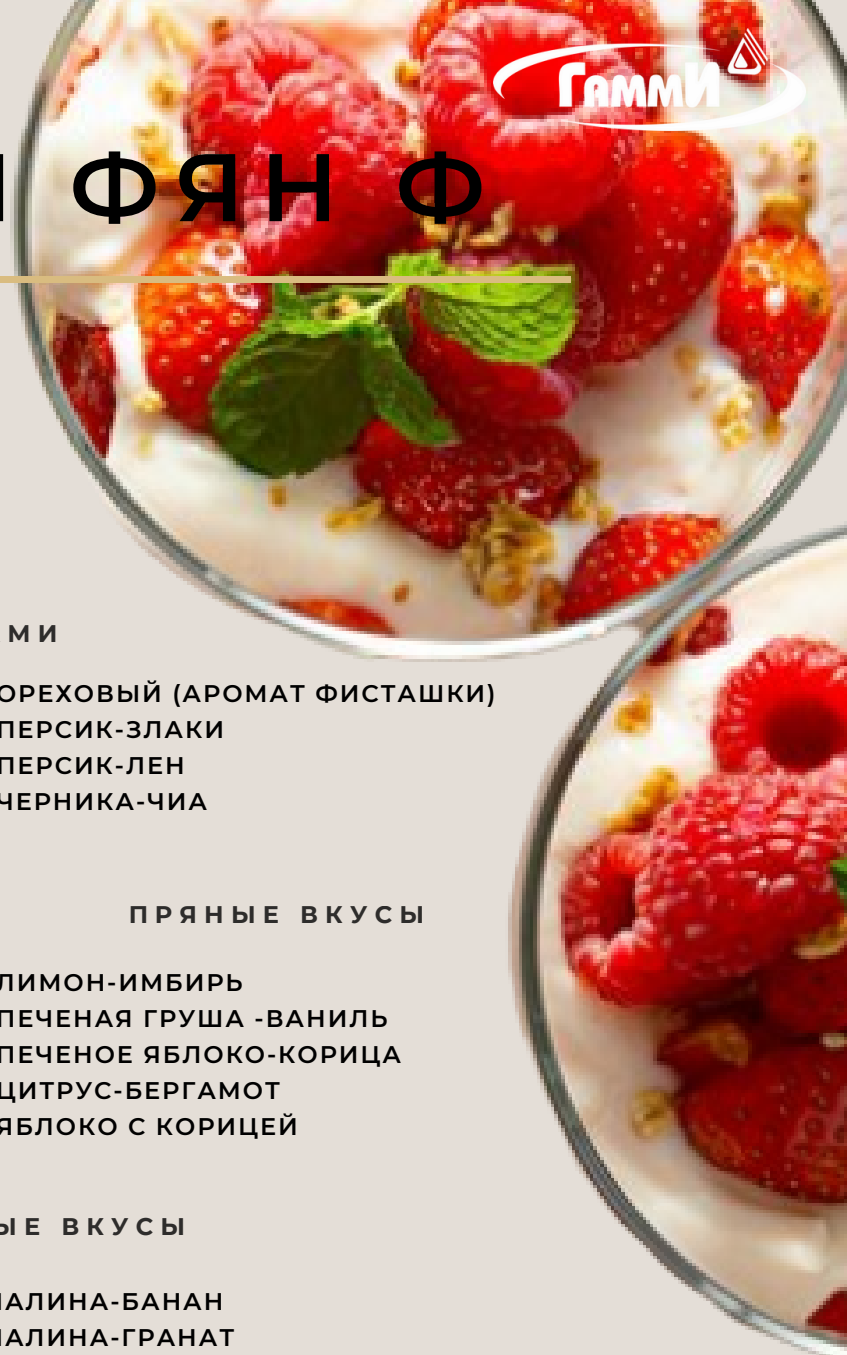 ГАММИ
ФЯН Ф
МИ
ОРЕХОВЫЙ (АРОМАТ ФИСТАШКИ)
ПЕРСИК-ЗЛАКИ
ПЕРСИК-ЛЕН
ЧЕРНИКА-ЧИА
ПРЯНЫЕ ВКУСЫ
ЛИМОН-ИМБИРЬ
ПЕЧЕНАЯ ГРУША -ВАНИЛЬ
ПЕЧЕНОЕ ЯБЛОКО-КОРИЦА
ЦИТРУС-БЕРГАМОТ
ЯБЛОКО С КОРИЦЕЙ
ЫЕ ВКУСЫ
АЛИНА-БАНАН
АЛИНА-ГРАНАТ